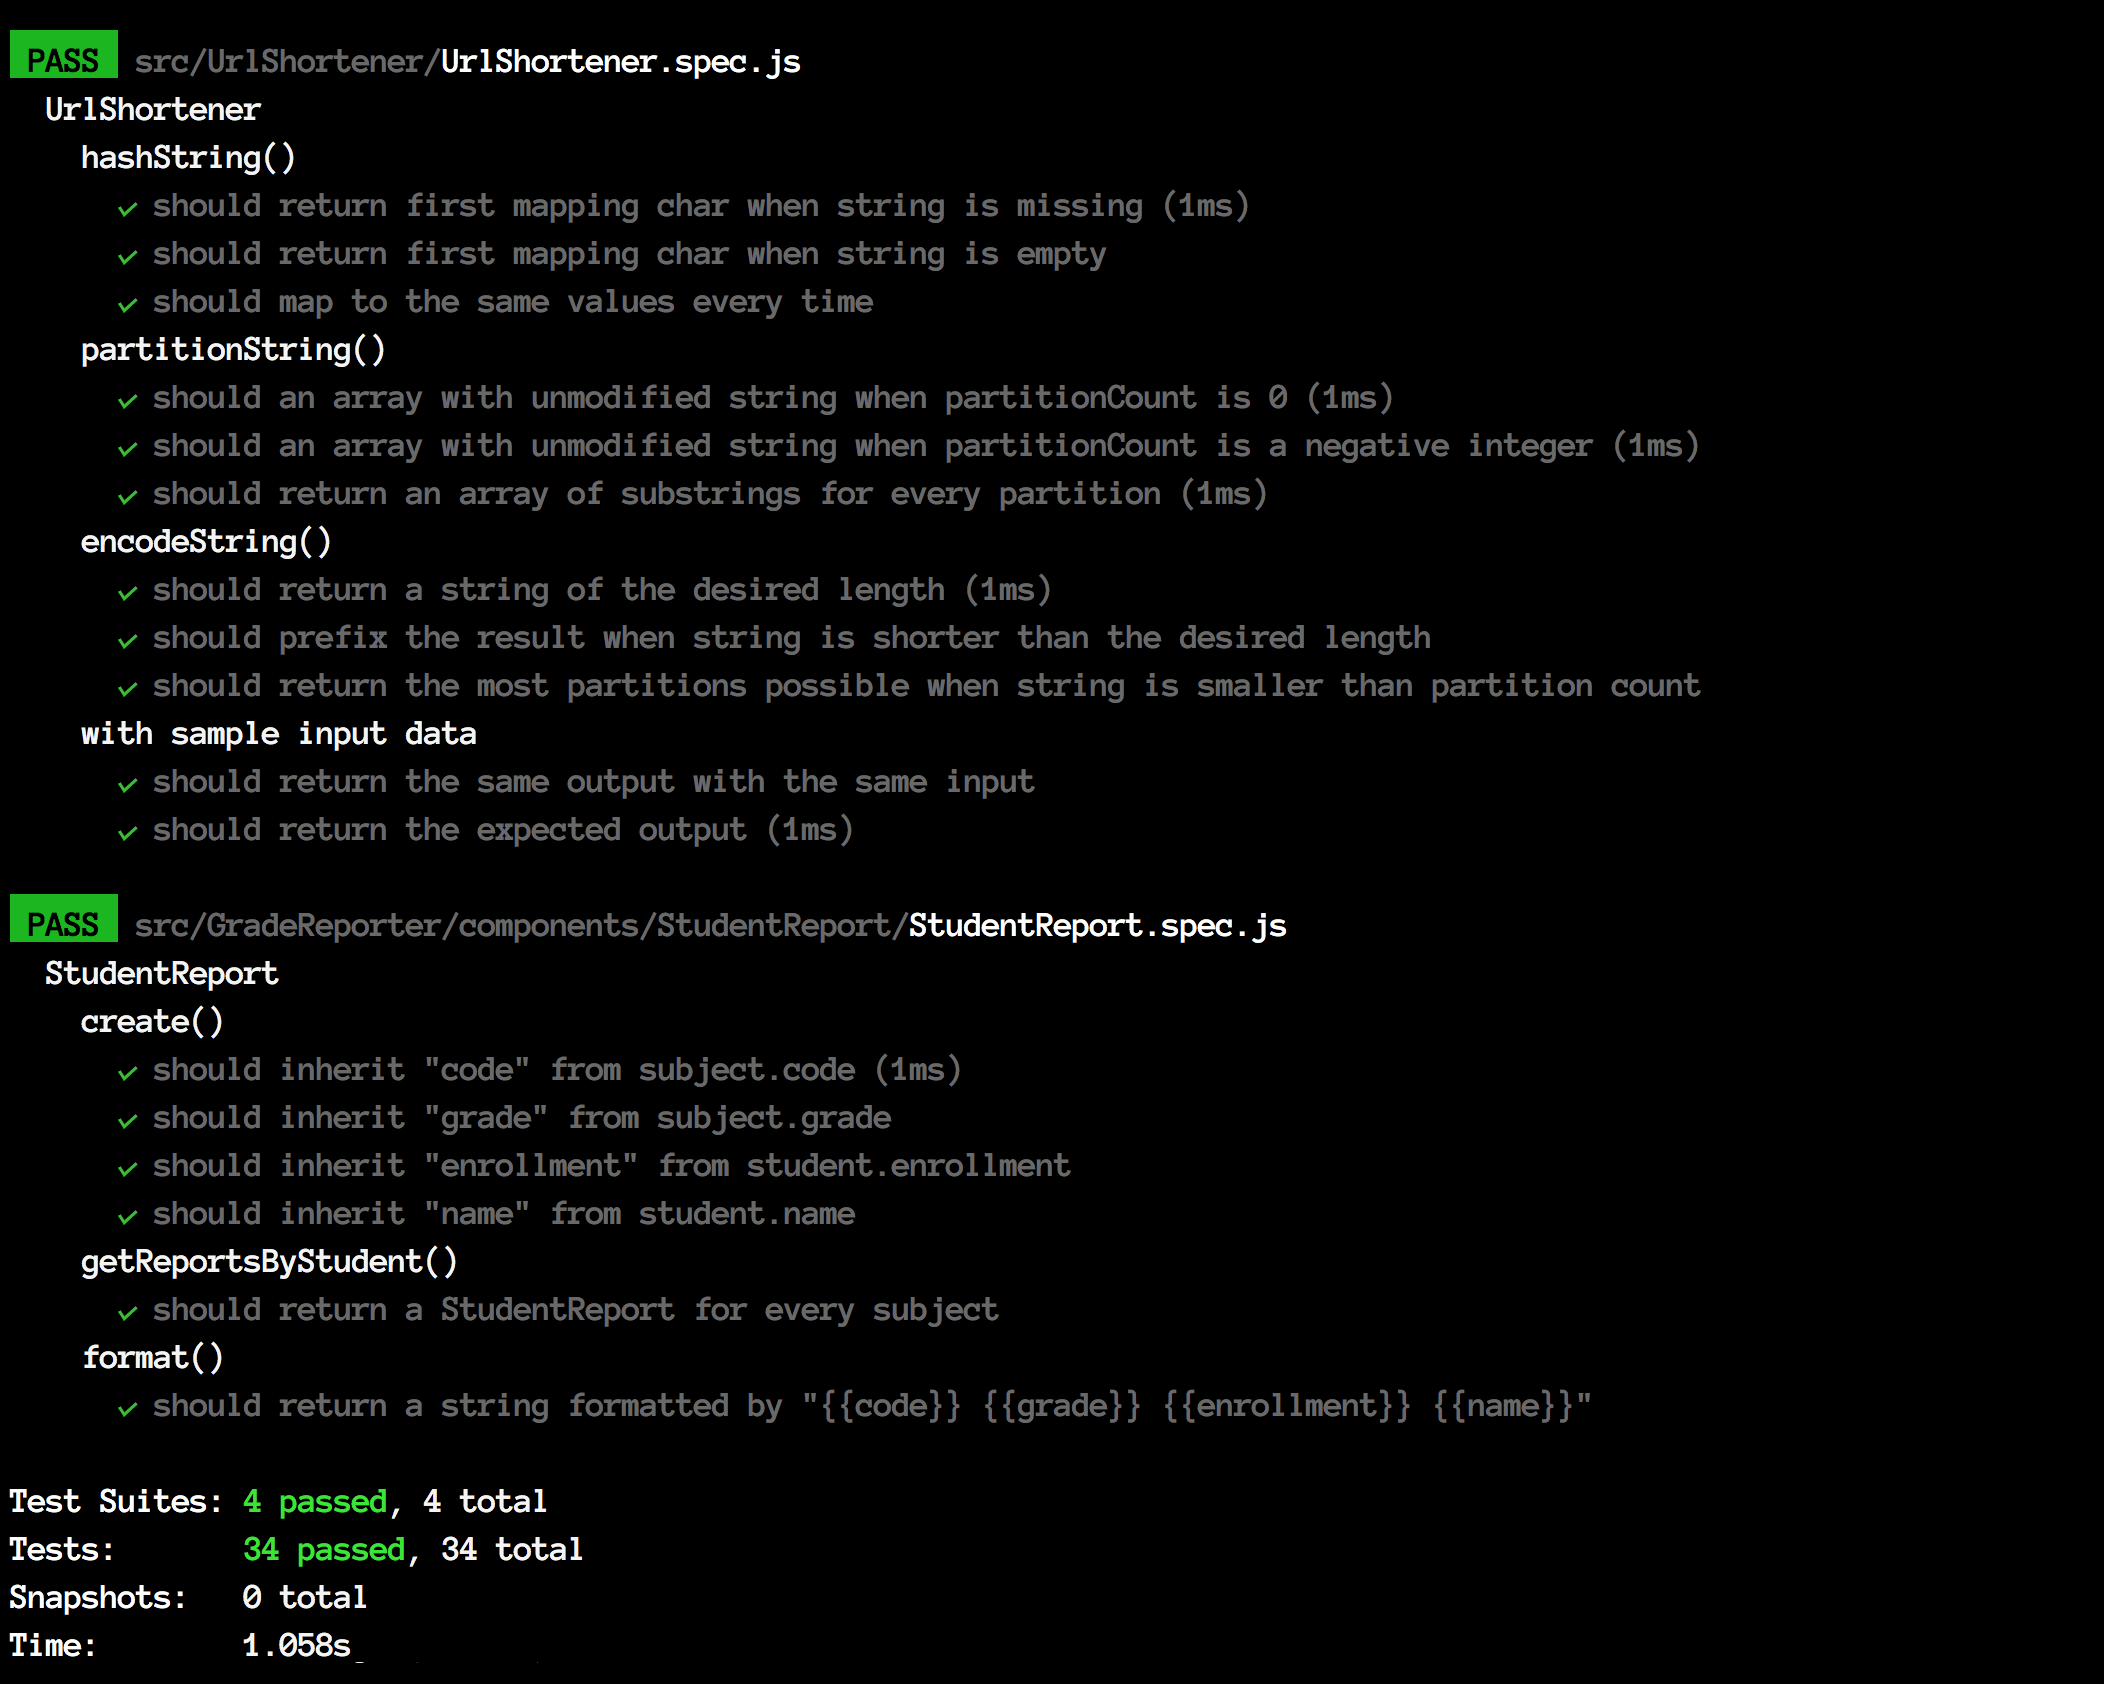 PASS src/UrlShortener/UrlShortener.spec.js
UrlShortener
hashString()
✓ should return first mapping char when string is missing (1ms)
✓ should return first mapping char when string is empty
✓ should map to the same values every time
partitionString()
✓ should an array with unmodified string when partitionCount is 0 (1ms)
✓ should an array with unmodified string when partitionCount is a negative integer (1ms)
✓ should return an array of substrings for every partition (1ms)
encodeString()
✓ should return a string of the desired length (1ms)
✓ should prefix the result when string is shorter than the desired length
✓ should return the most partitions possible when string is smaller than partition count
with sample input data
✓ should return the same output with the same input
✓ should return the expected output (1ms)
PASS src/GradeReporter/components/StudentReport/StudentReport.spec.js
StudentReport
create()
✓ should inherit "code" from subject.code (1ms)
✓ should inherit "grade" from subject.grade
✓ should inherit "enrollment" from student.enrollment
✓ should inherit "name" from student.name
getReportsByStudent()
✓ should return a StudentReport for every subject
format()
✓ should return a string formatted by "{{code}} {{grade}} {{enrollment}} {{name}}"
Test Suites: 4 passed, 4 total
Tests: 34 passed, 34 total
Snapshots: 0 total
Time: 1.058s